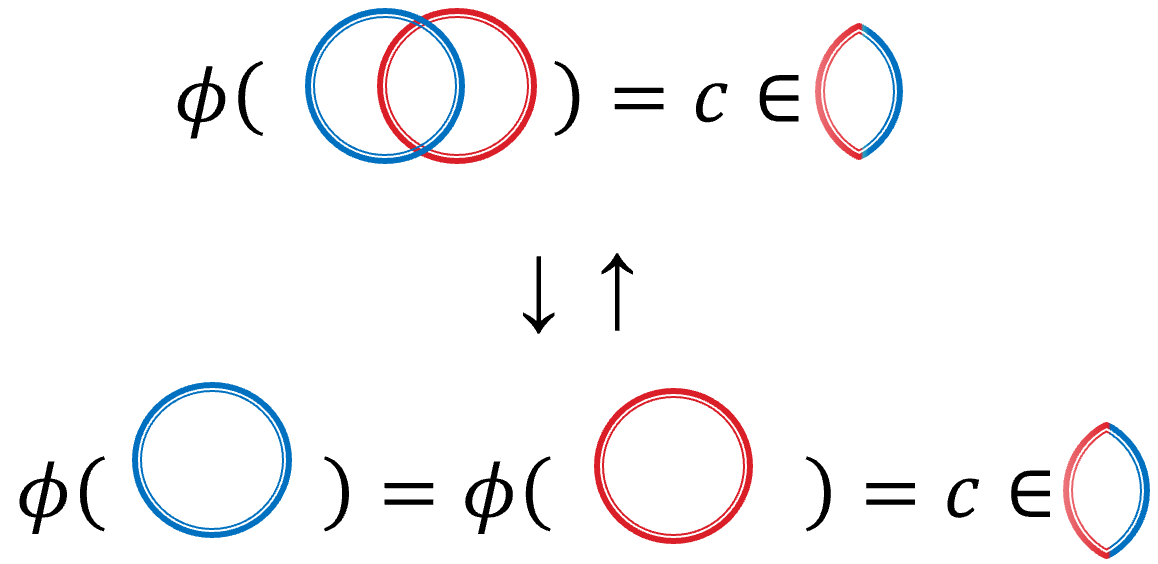 𝜙( ) = 𝑐 ∈
↓ ↑
𝜙( ) = 𝜙( ) = 𝑐 ∈